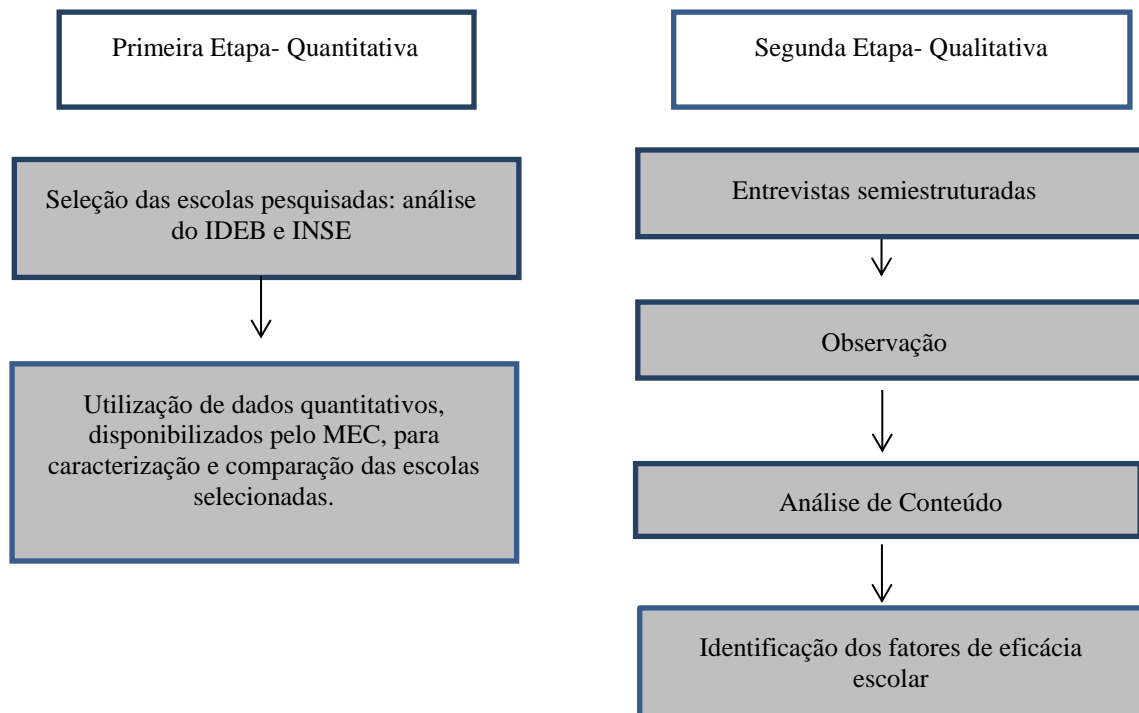 Primeira Etapa- Quantitativa
Seleção das escolas pesquisadas: análise
do IDEB e INSE
Utilização de dados quantitativos,
disponibilizados pelo MEC, para
caracterização e comparação das escolas
selecionadas.
Segunda Etapa- Qualitativa
Entrevistas semiestruturadas
Observação
Análise de Conteúdo
Identificação dos fatores de eficácia
escolar